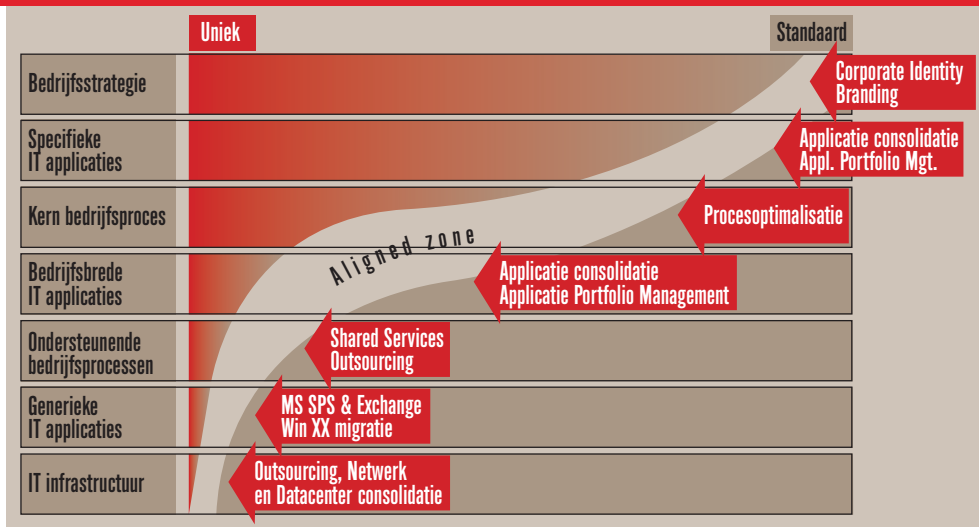 Uniek
Standaard
Bedrijfsstrategie
Corporate Identity
Branding
Specifieke
IT applicaties
Applicatie consolidatie
Appl. Portfolio Mgt.
Kern bedrijfsproces
Procesoptimalisatie
Aligned zone
Bedrijfsbrede
IT applicaties
Applicatie consolidatie
Applicatie Portfolio Management
Ondersteunende
bedrijfsprocessen
Shared Services
Outsourcing
Generieke
IT applicaties
MS SPS & Exchange
Win XX migratie
IT infrastructuur
Outsourcing, Netwerk
en Datacenter consolidatie